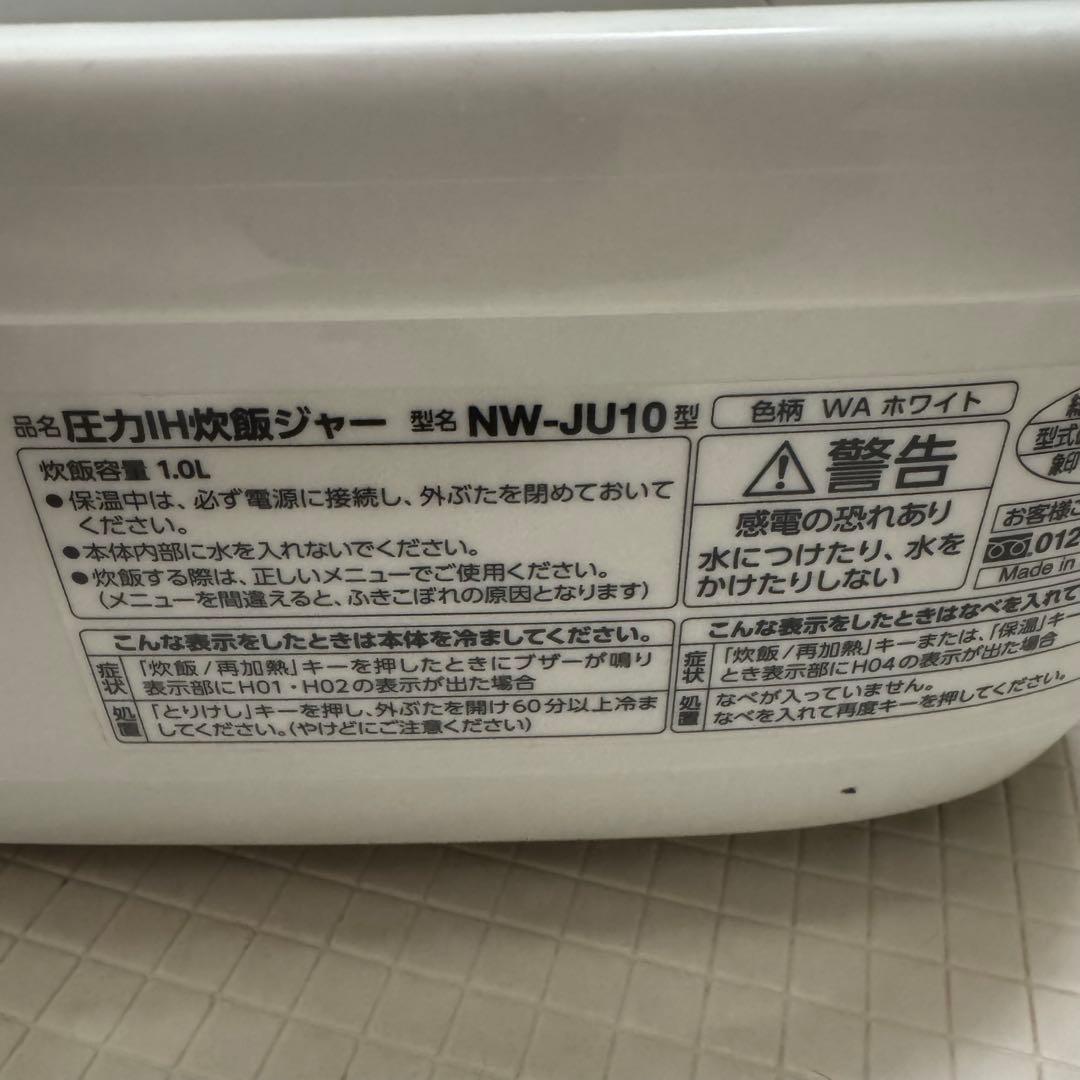 品名 圧力IH炊飯ジャー 型名 NW-JU10型
色柄 WA ホワイト
炊飯容量 1.0L
●保温中は、必ず電源に接続し、外ぶたを閉めておいて
ください。
●本体内部に水を入れないでください。
●炊飯する際は、正しいメニューでご使用ください。
(メニューを間違えると、ふきこぼれの原因となります)
警告
感電の恐れあり
水につけたり、水を
かけたりしない
型式
象印
お客様ご
012
Made in
こんな表示をしたときは本体を冷ましてください。
症状 「炊飯/再加熱」キーを押したときにブザーが鳴り
表示部にH01・H02の表示が出た場合
処置 「とりけし」キーを押し、外ぶたを開け60分以上冷ま
してください。(やけどにご注意ください)
こんな表示をしたときはなべを入れて
症状 「炊飯/再加熱」キーまたは、「保温」キー
とき表示部にH04の表示が出た場合
処置 なべが入っていません。
なべを入れて再度キーを押してください。